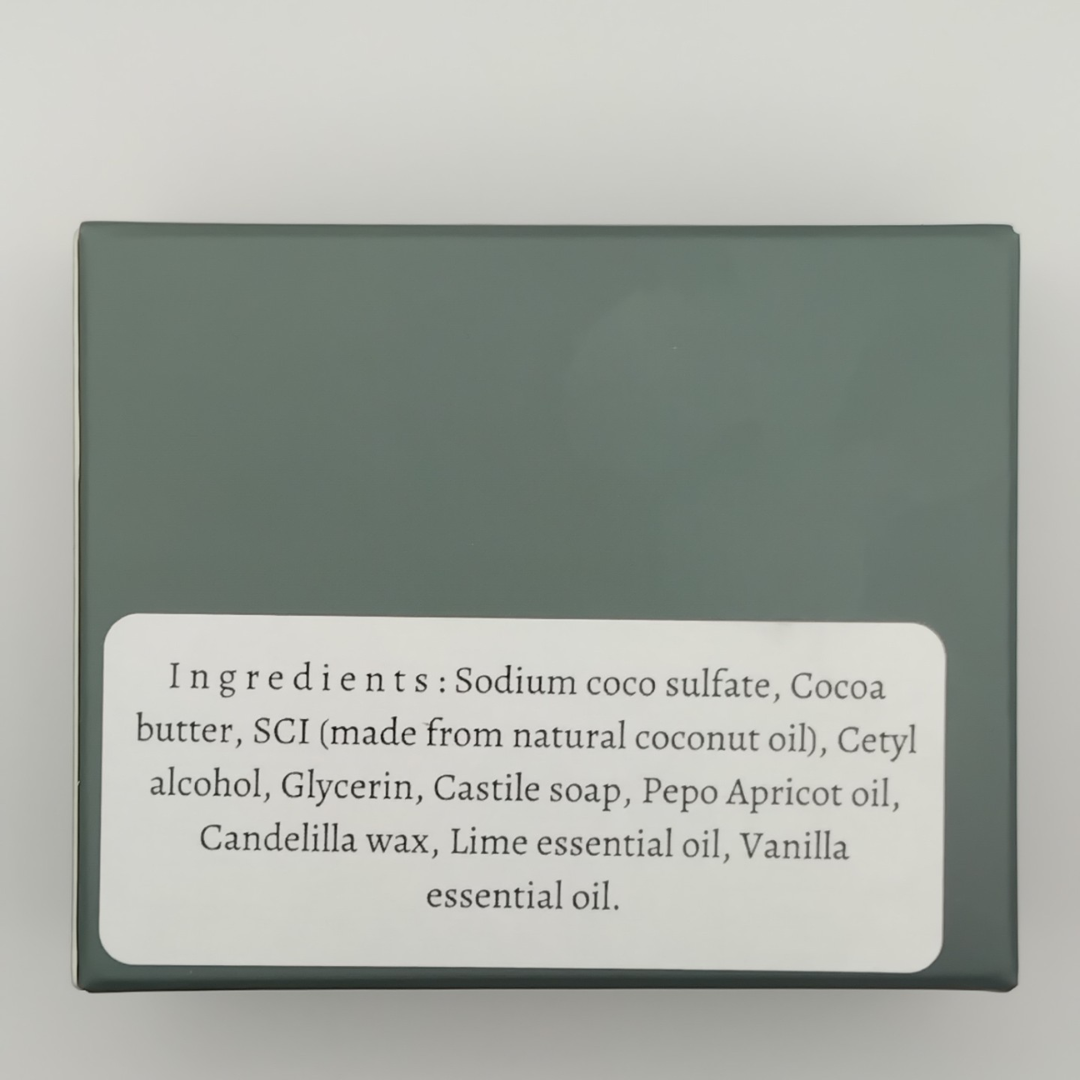 Ingredients: Sodium coco sulfate, Cocoa
butter, SCI (made from natural coconut oil), Cetyl
alcohol, Glycerin, Castile soap, Pepo Apricot oil,
Candelilla wax, Lime essential oil, Vanilla
essential oil.